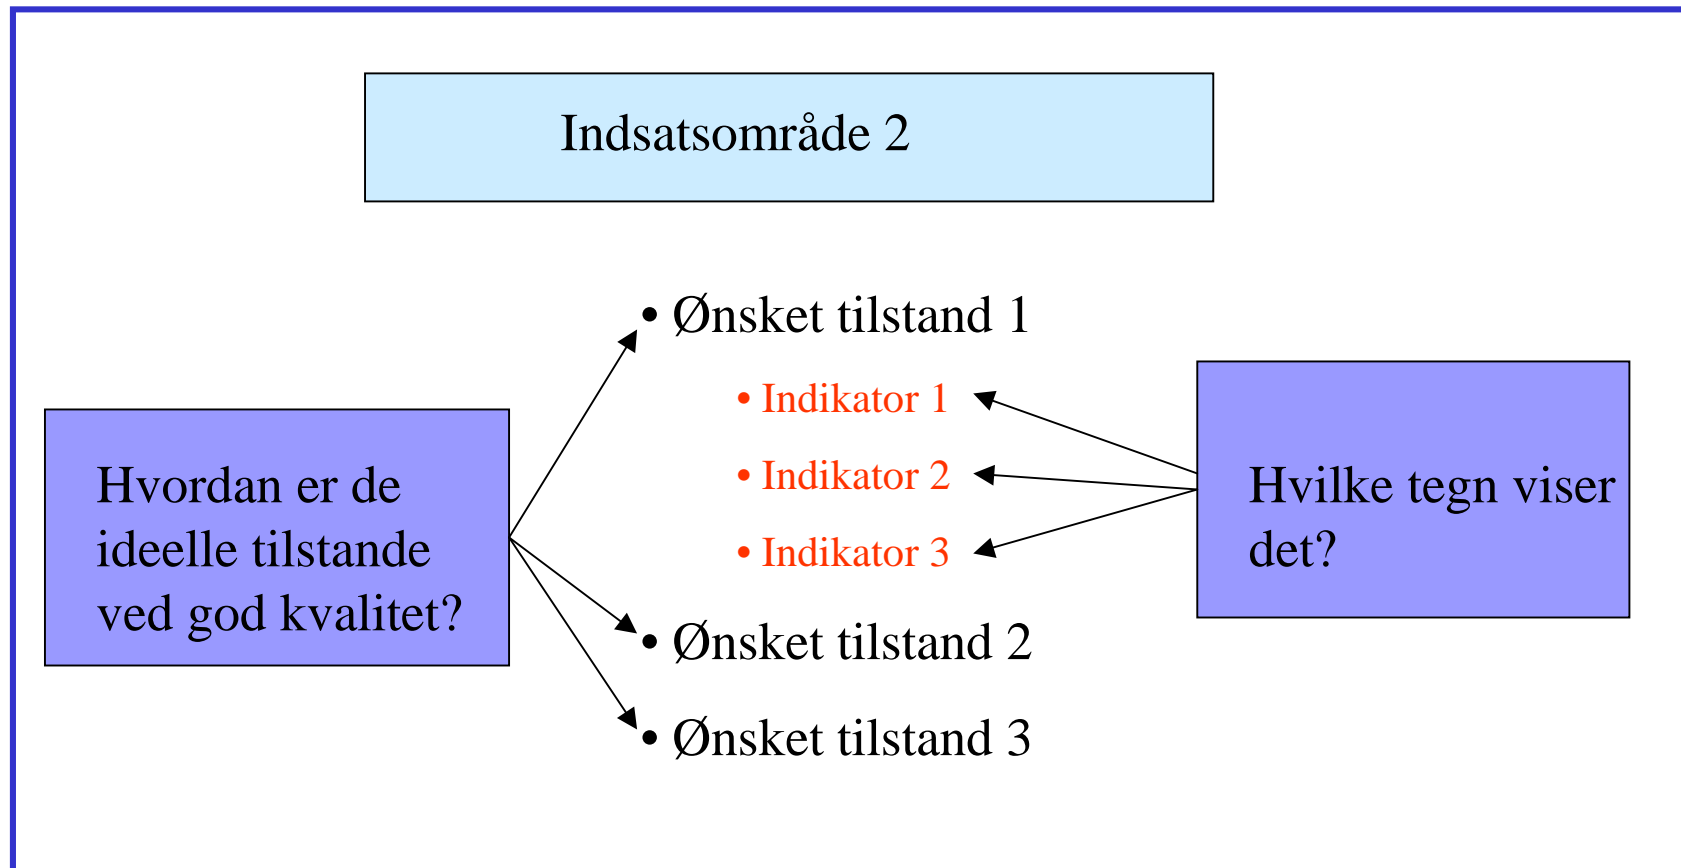 Indsatsområde 2
• Ønsket tilstand 1
• Indikator 1
• Indikator 2
• Indikator 3
• Ønsket tilstand 2
• Ønsket tilstand 3
Hvordan er de
ideelle tilstande
ved god kvalitet?
Hvilke tegn viser
det?